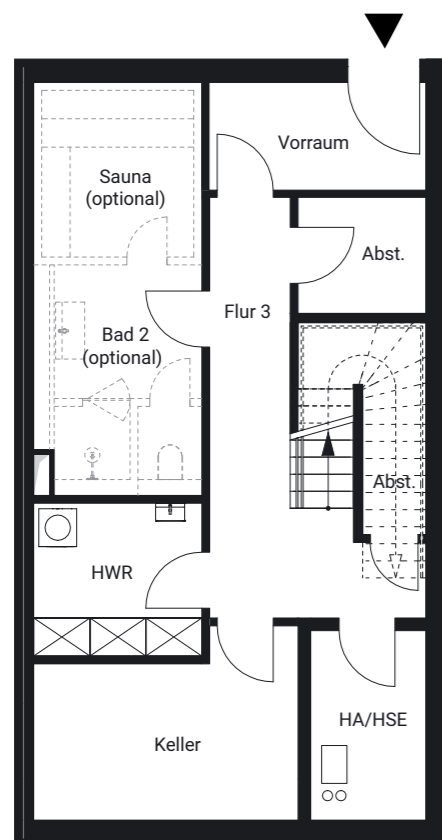 Vorraum
Sauna
(optional)
Abst.
Flur 3
Bad 2
(optional)
Abst.
HWR
HA/HSE
Keller